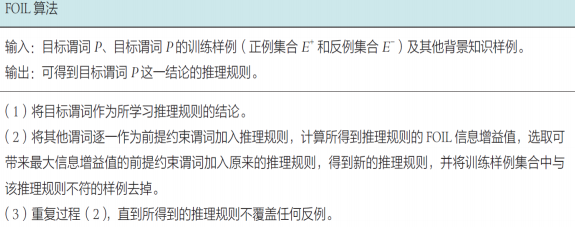 FOIL 算法
输入：目标谓词 P、目标谓词 P 的训练样例（正例集合 E⁺ 和反例集合 E⁻）及其他背景知识样例。
输出：可得到目标谓词 P 这一结论的推理规则。
（1）将目标谓词作为所学习推理规则的结论。
（2）将其他谓词逐一作为前提约束谓词加入推理规则，计算所得到推理规则的 FOIL 信息增益值，选取可
带来最大信息增益值的前提约束谓词加入原来的推理规则，得到新的推理规则，并将训练样例集合中与
该推理规则不符的样例去掉。
（3）重复过程（2），直到所得到的推理规则不覆盖任何反例。